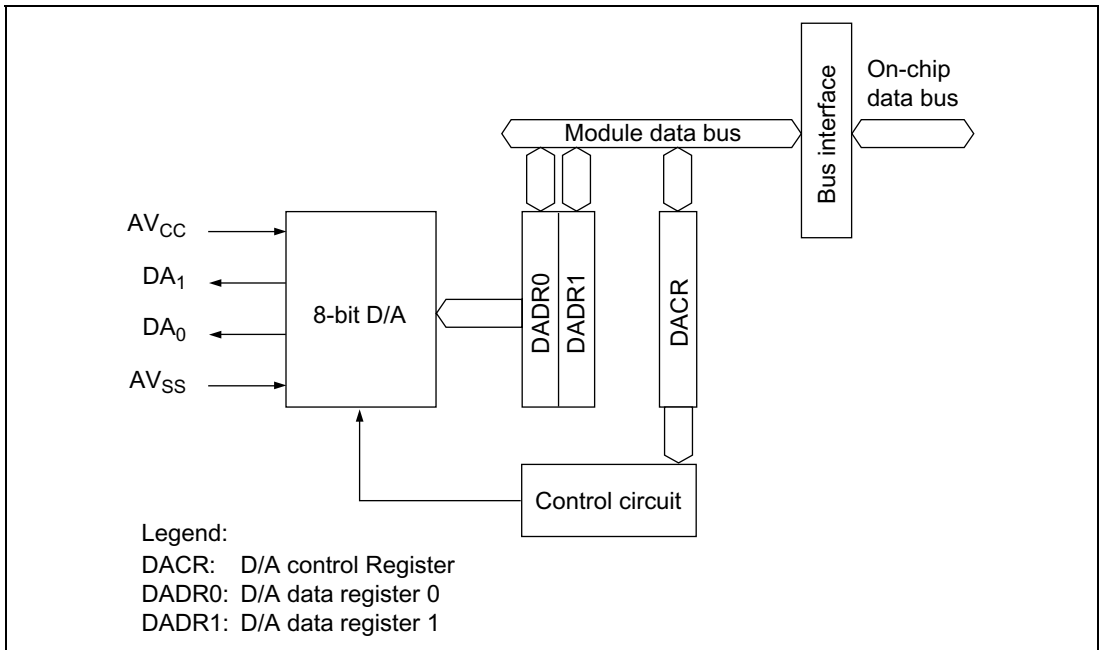 On-chip
data bus
Bus interface
Module data bus
AVCC
DA1
DA0
AVSS
8-bit D/A
DADR0
DADR1
DACR
Control circuit
Legend:
DACR: D/A control Register
DADR0: D/A data register 0
DADR1: D/A data register 1